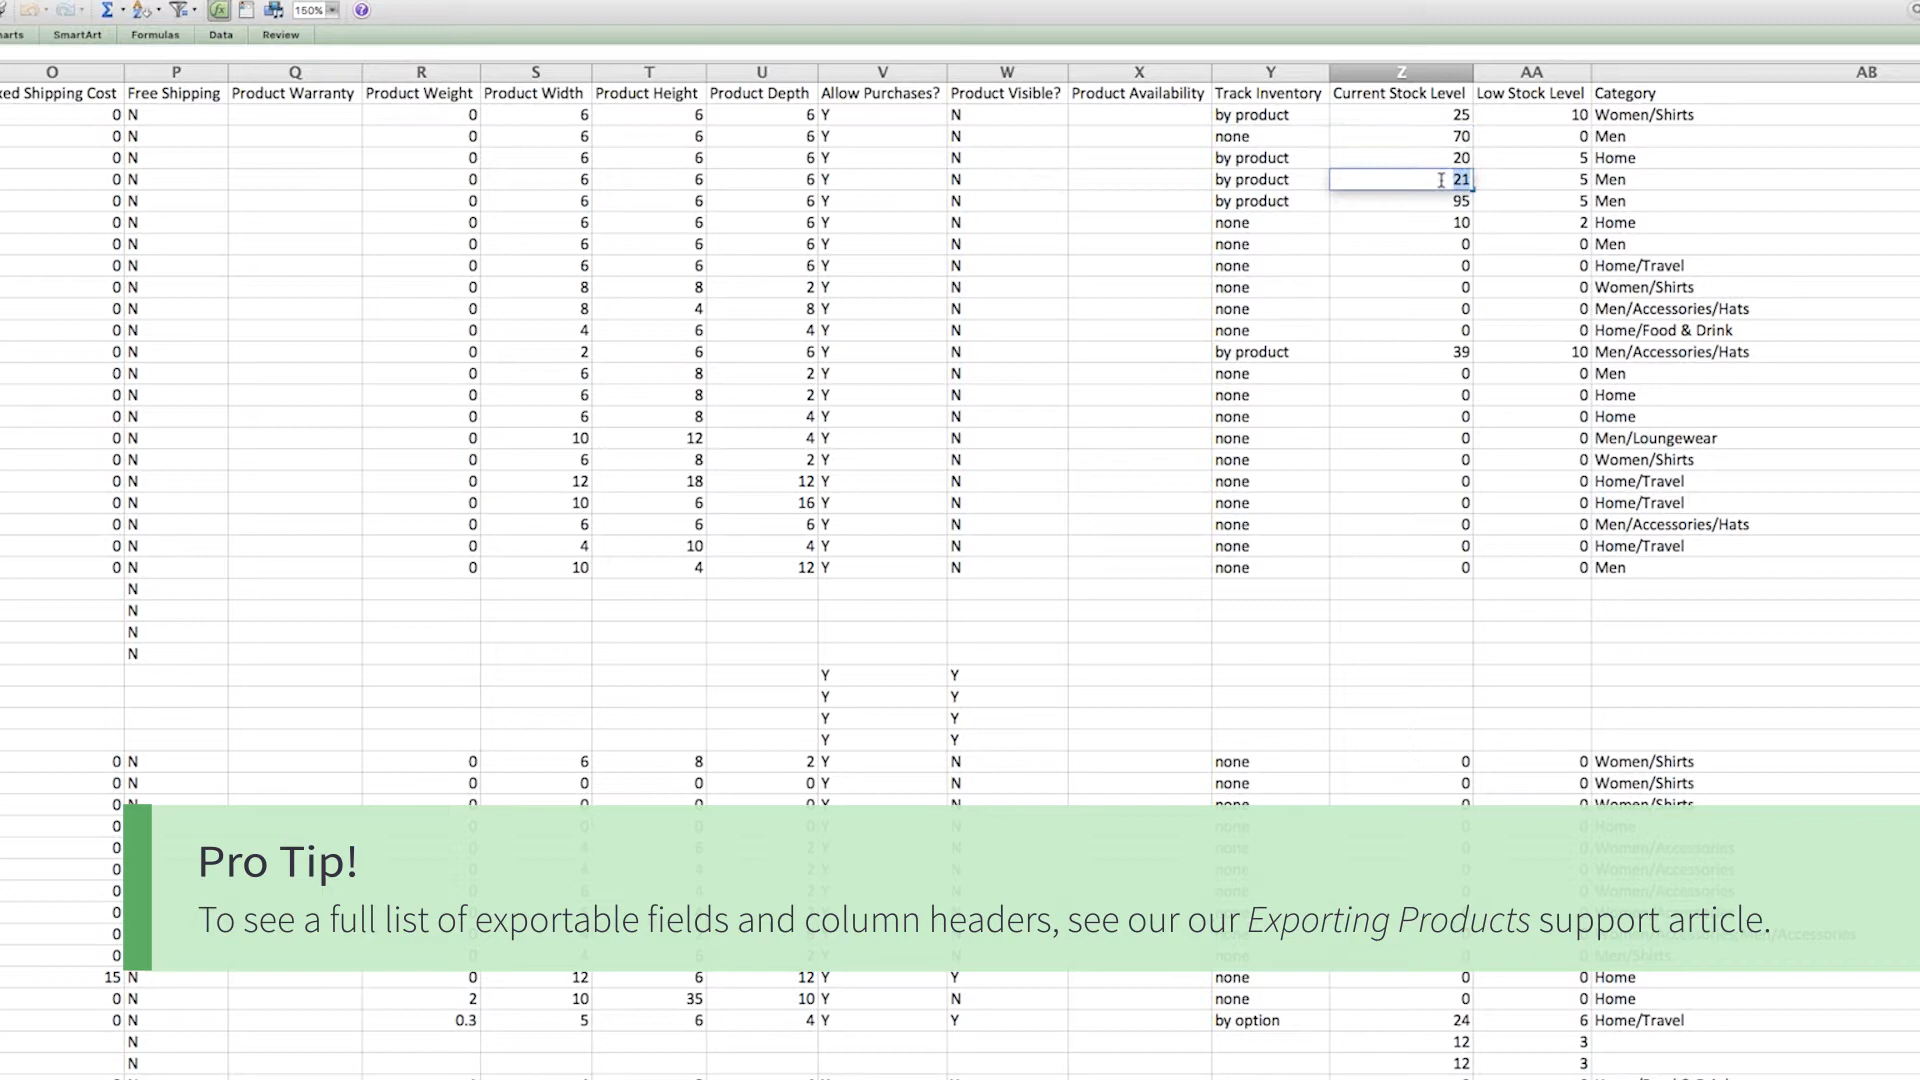 150%
SmartArt Formulas Data Review
O P Q R S T U V W X Y Z AA AB
ed Shipping Cost Free Shipping Product Warranty Product Weight Product Width Product Height Product Depth Allow Purchases? Product Visible? Product Availability Track Inventory Current Stock Level Low Stock Level Category
0 N 0 6 6 6 Y N by product 25 10 Women/Shirts
0 N 0 6 6 6 Y N none 70 0 Men
0 N 0 6 6 6 Y N by product 20 5 Home
0 N 0 6 6 6 Y N by product 21 5 Men
0 N 0 6 6 6 Y N by product 95 5 Men
0 N 0 6 6 6 Y N none 10 2 Home
0 N 0 6 6 6 Y N none 0 0 Men
0 N 0 6 6 6 Y N none 0 0 Home/Travel
0 N 0 8 8 2 Y N none 0 0 Women/Shirts
0 N 0 8 4 8 Y N none 0 0 Men/Accessories/Hats
0 N 0 4 6 4 Y N none 0 0 Home/Food & Drink
0 N 0 2 6 6 Y N by product 39 10 Men/Accessories/Hats
0 N 0 6 8 2 Y N none 0 0 Men
0 N 0 6 8 2 Y N none 0 0 Home
0 N 0 6 8 4 Y N none 0 0 Home
0 N 0 10 12 4 Y N none 0 0 Men/Loungewear
0 N 0 6 8 2 Y N none 0 0 Women/Shirts
0 N 0 12 18 12 Y N none 0 0 Home/Travel
0 N 0 10 6 16 Y N none 0 0 Home/Travel
0 N 0 6 6 6 Y N none 0 0 Men/Accessories/Hats
0 N 0 4 10 4 Y N none 0 0 Home/Travel
0 N 0 10 4 12 Y N none 0 0 Men
N
N
N
N
Y Y
Y Y
Y Y
Y Y
0 N 0 6 8 2 Y N none 0 0 Women/Shirts
0 N 0 0 0 0 Y N none 0 0 Women/Shirts
0 N 0 0 0 0 Y N none 0 0 Women/Shirts
Pro Tip!
To see a full list of exportable fields and column headers, see our our Exporting Products support article.
15 N 0 12 6 12 Y Y none 0 0 Home
0 N 2 10 35 10 Y N none 0 0 Home
0 N 0.3 5 6 4 Y Y by option 24 6 Home/Travel
N 12 3
N 12 3